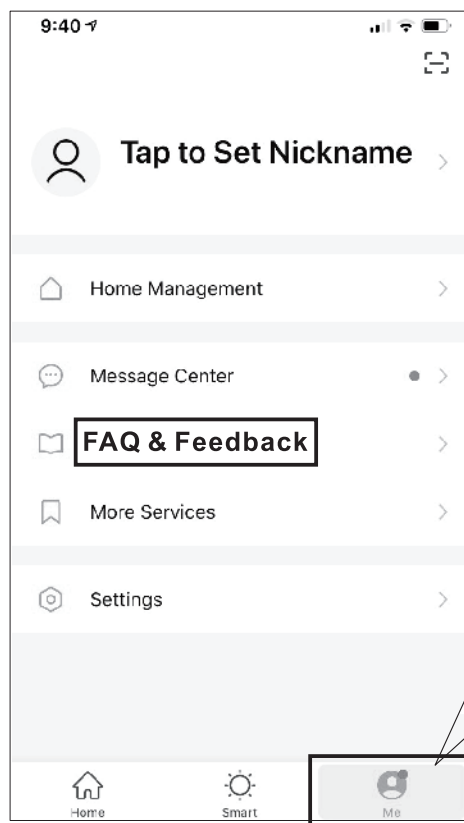 9:40
Tap to Set Nickname
Home Management
Message Center
FAQ & Feedback
More Services
Settings
Home Smart Me